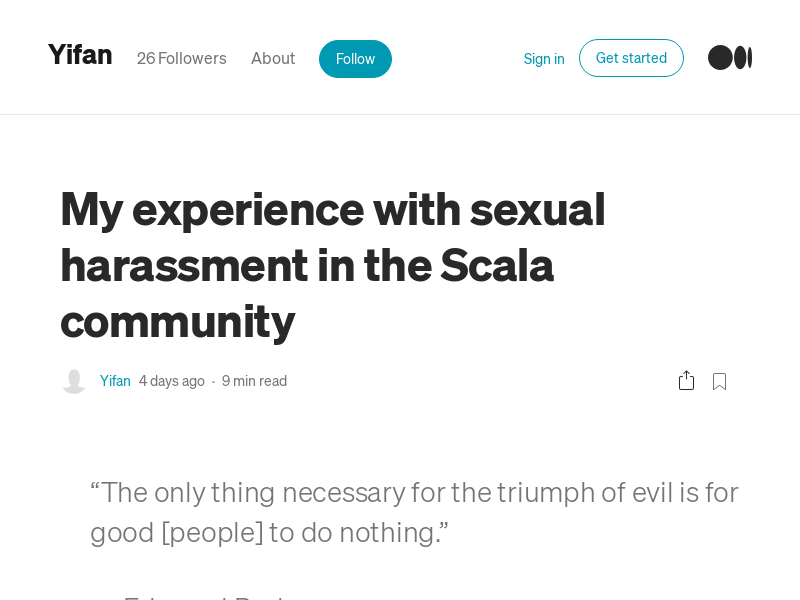 Yifan
26 Followers
About
Follow
Sign in
Get started
My experience with sexual
harassment in the Scala
community
Yifan 4 days ago · 9 min read
“The only thing necessary for the triumph of evil is for
good [people] to do nothing.”